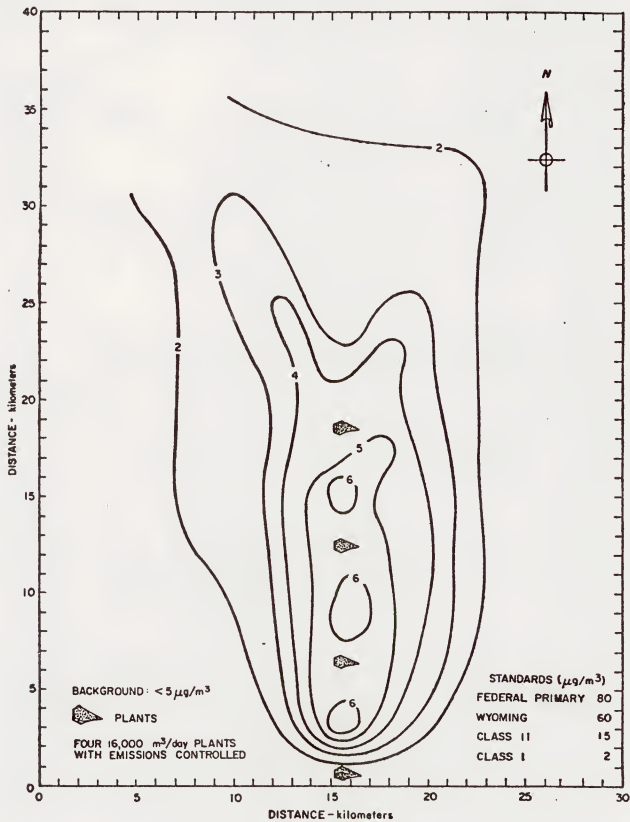 40
35
30
25
20
15
10
5
0
DISTANCE - kilometers
N
2
3
2
4
5
6
6
6
BACKGROUND: <5 μg/m³
PLANTS
FOUR 16,000 m³/day PLANTS
WITH EMISSIONS CONTROLLED
STANDARDS (μg/m³)
FEDERAL PRIMARY 80
WYOMING 60
CLASS II 15
CLASS I 2
0 5 10 15 20 25 30
DISTANCE - kilometers